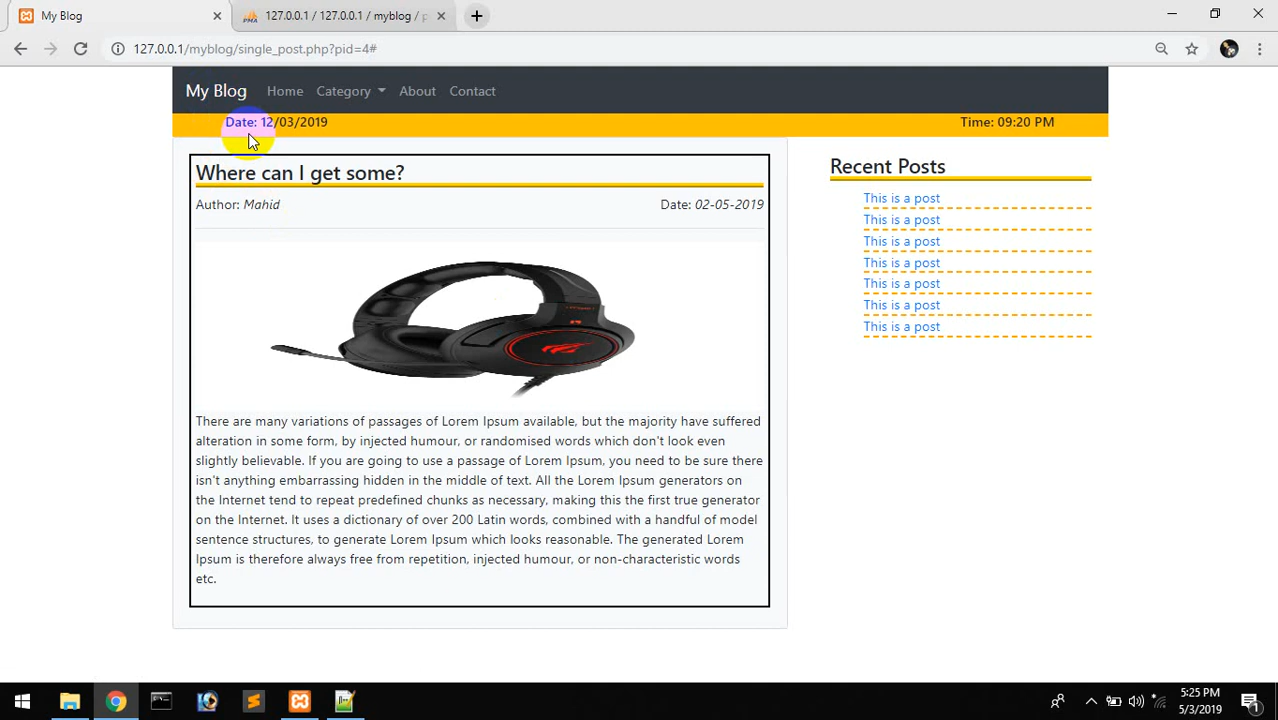 My Blog
127.0.0.1 / 127.0.0.1 / myblog / p
127.0.0.1/myblog/single_post.php?pid=4#
My Blog Home Category About Contact
Date: 12/03/2019 Time: 09:20 PM
Where can I get some?
Author: Mahid Date: 02-05-2019
There are many variations of passages of Lorem Ipsum available, but the majority have suffered
alteration in some form, by injected humour, or randomised words which don't look even
slightly believable. If you are going to use a passage of Lorem Ipsum, you need to be sure there
isn't anything embarrassing hidden in the middle of text. All the Lorem Ipsum generators on
the Internet tend to repeat predefined chunks as necessary, making this the first true generator
on the Internet. It uses a dictionary of over 200 Latin words, combined with a handful of model
sentence structures, to generate Lorem Ipsum which looks reasonable. The generated Lorem
Ipsum is therefore always free from repetition, injected humour, or non-characteristic words
etc.
Recent Posts
This is a post
This is a post
This is a post
This is a post
This is a post
This is a post
This is a post
5:25 PM
5/3/2019